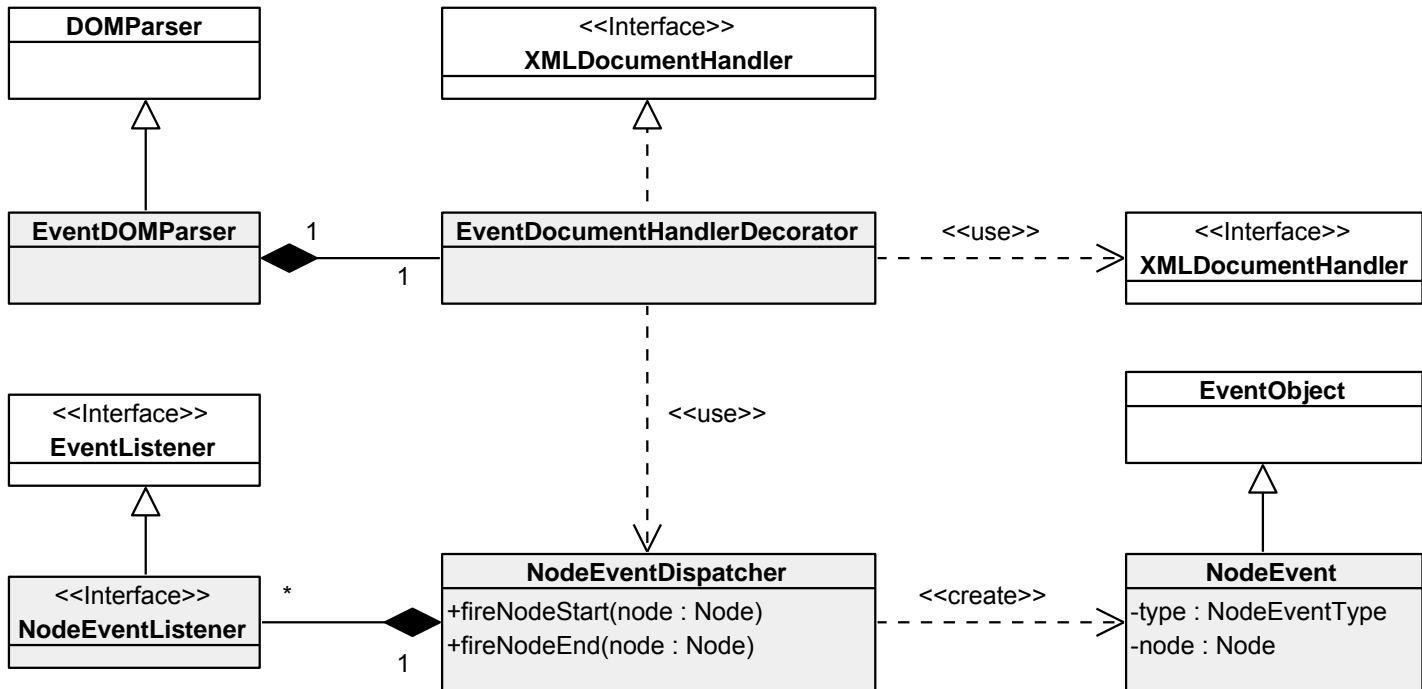 DOMParser
<<Interface>>
XMLDocumentHandler
EventDOMParser
1
1
EventDocumentHandlerDecorator
<<use>>
<<Interface>>
XMLDocumentHandler
<<Interface>>
EventListener
<<use>>
EventObject
<<Interface>>
NodeEventListener
*
1
NodeEventDispatcher
+fireNodeStart(node : Node)
+fireNodeEnd(node : Node)
<<create>>
NodeEvent
-type : NodeEventType
-node : Node